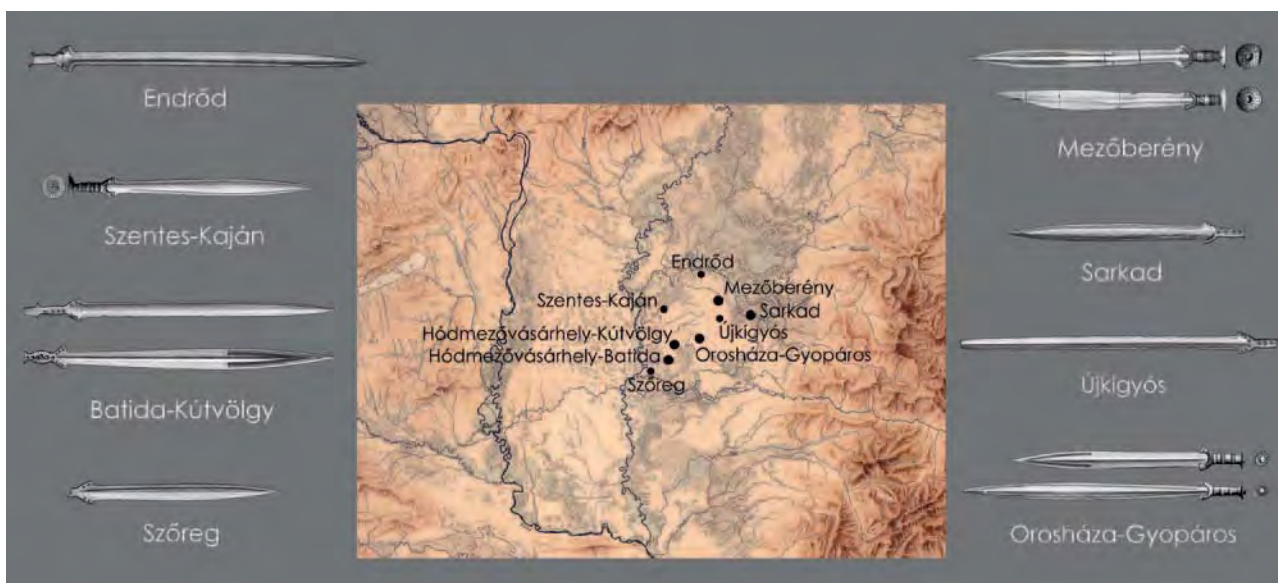 Endrőd
Szentes-Kaján
Batida-Kútvölgy
Szőreg
Endrőd
Mezőberény
Szentes-Kaján
Sarkad
Újkígyós
Hódmezővásárhely-Kútvölgy
Hódmezővásárhely-Batida
Orosháza-Gyopáros
Szőreg
Mezőberény
Sarkad
Újkígyós
Orosháza-Gyopáros